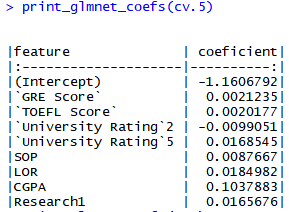 > print_glmnet_coefs(cv.5)
|feature | coeficient|
|:--------------------|----------:|
|(Intercept) | -1.1606792|
|`GRE Score` | 0.0021235|
|`TOEFL Score` | 0.0020177|
|`University Rating`2 | -0.0099051|
|`University Rating`5 | 0.0168545|
|SOP | 0.0087667|
|LOR | 0.0184982|
|CGPA | 0.1037883|
|Research1 | 0.0165676|